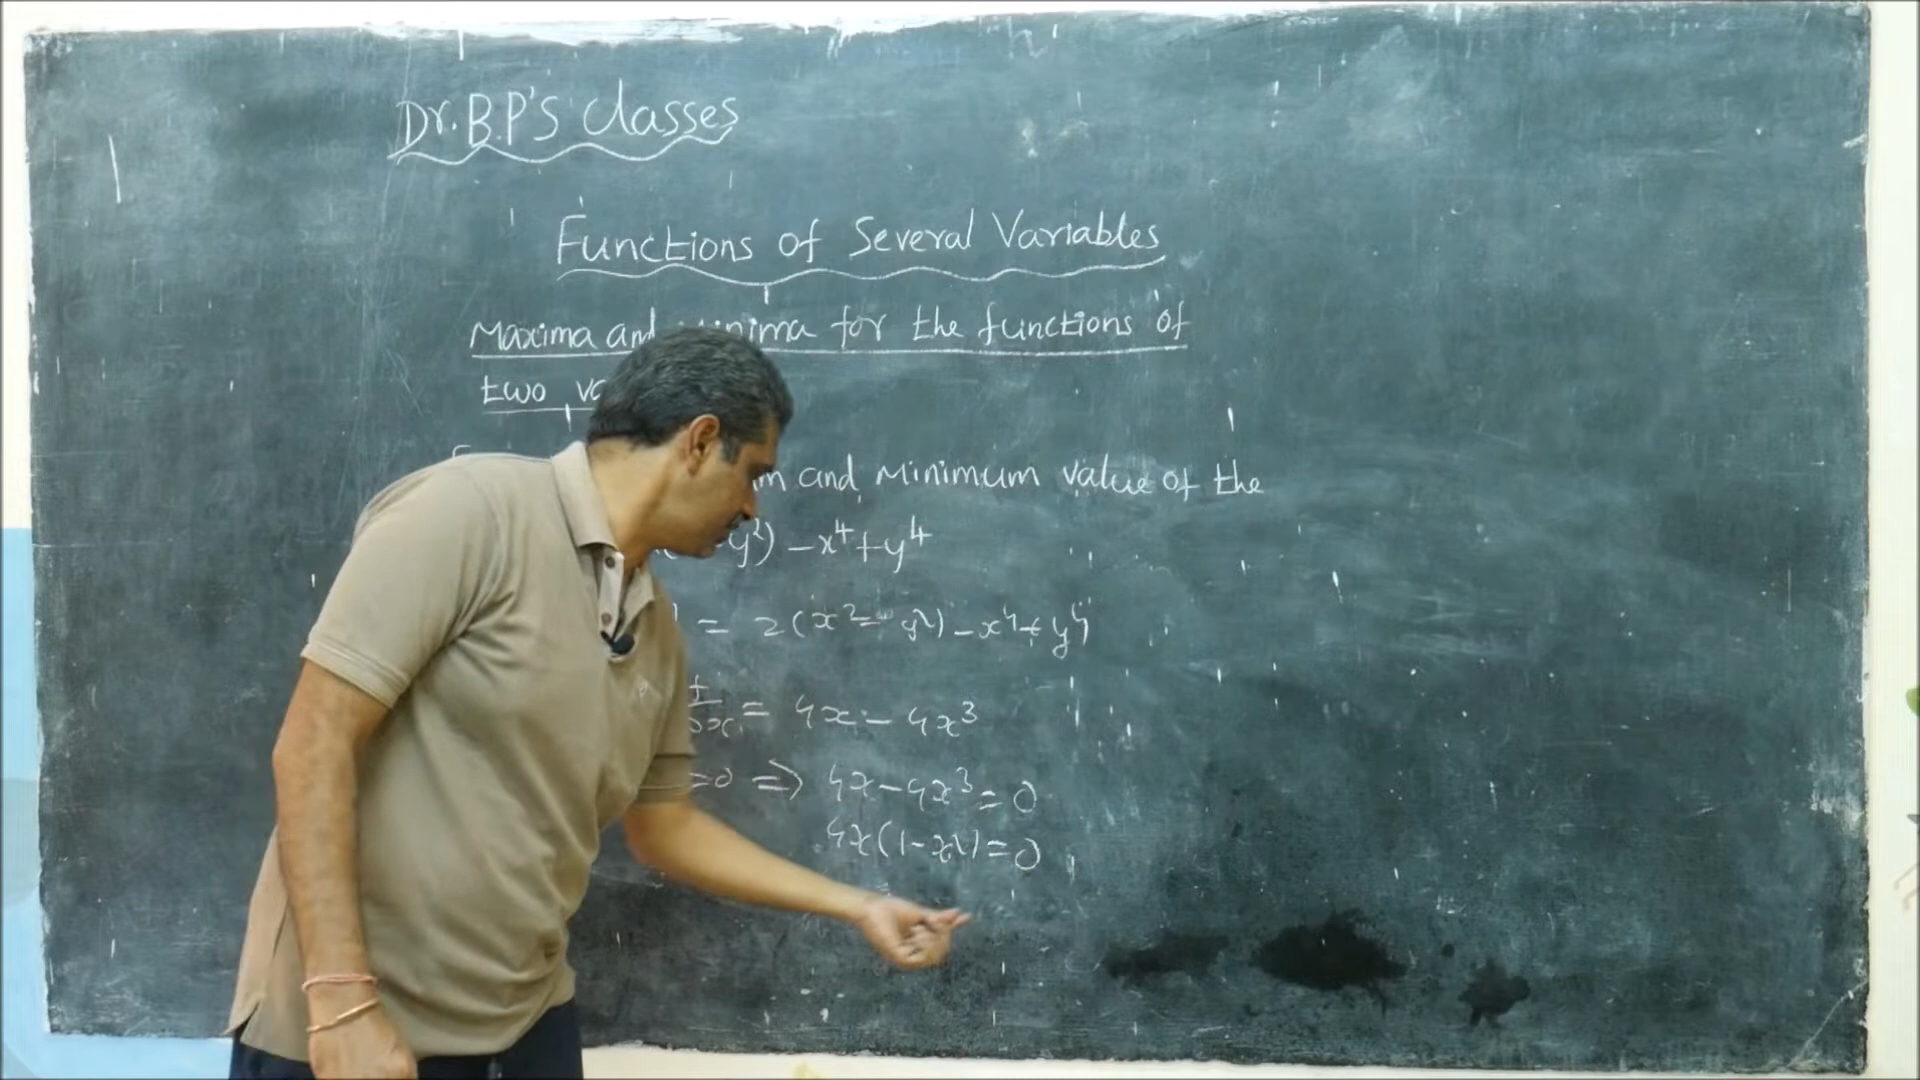 Dr.B.P'S classes
Functions of Several Variables
Maxima and Minima for the functions of
two va
m and Minimum value of the
y²) - x⁴ + y⁴
= 2(x² - y²) - x⁴ + y⁴
= 4x - 4x³
=0 ⇒ 4x - 4x³ = 0
4x(1-x²) = 0